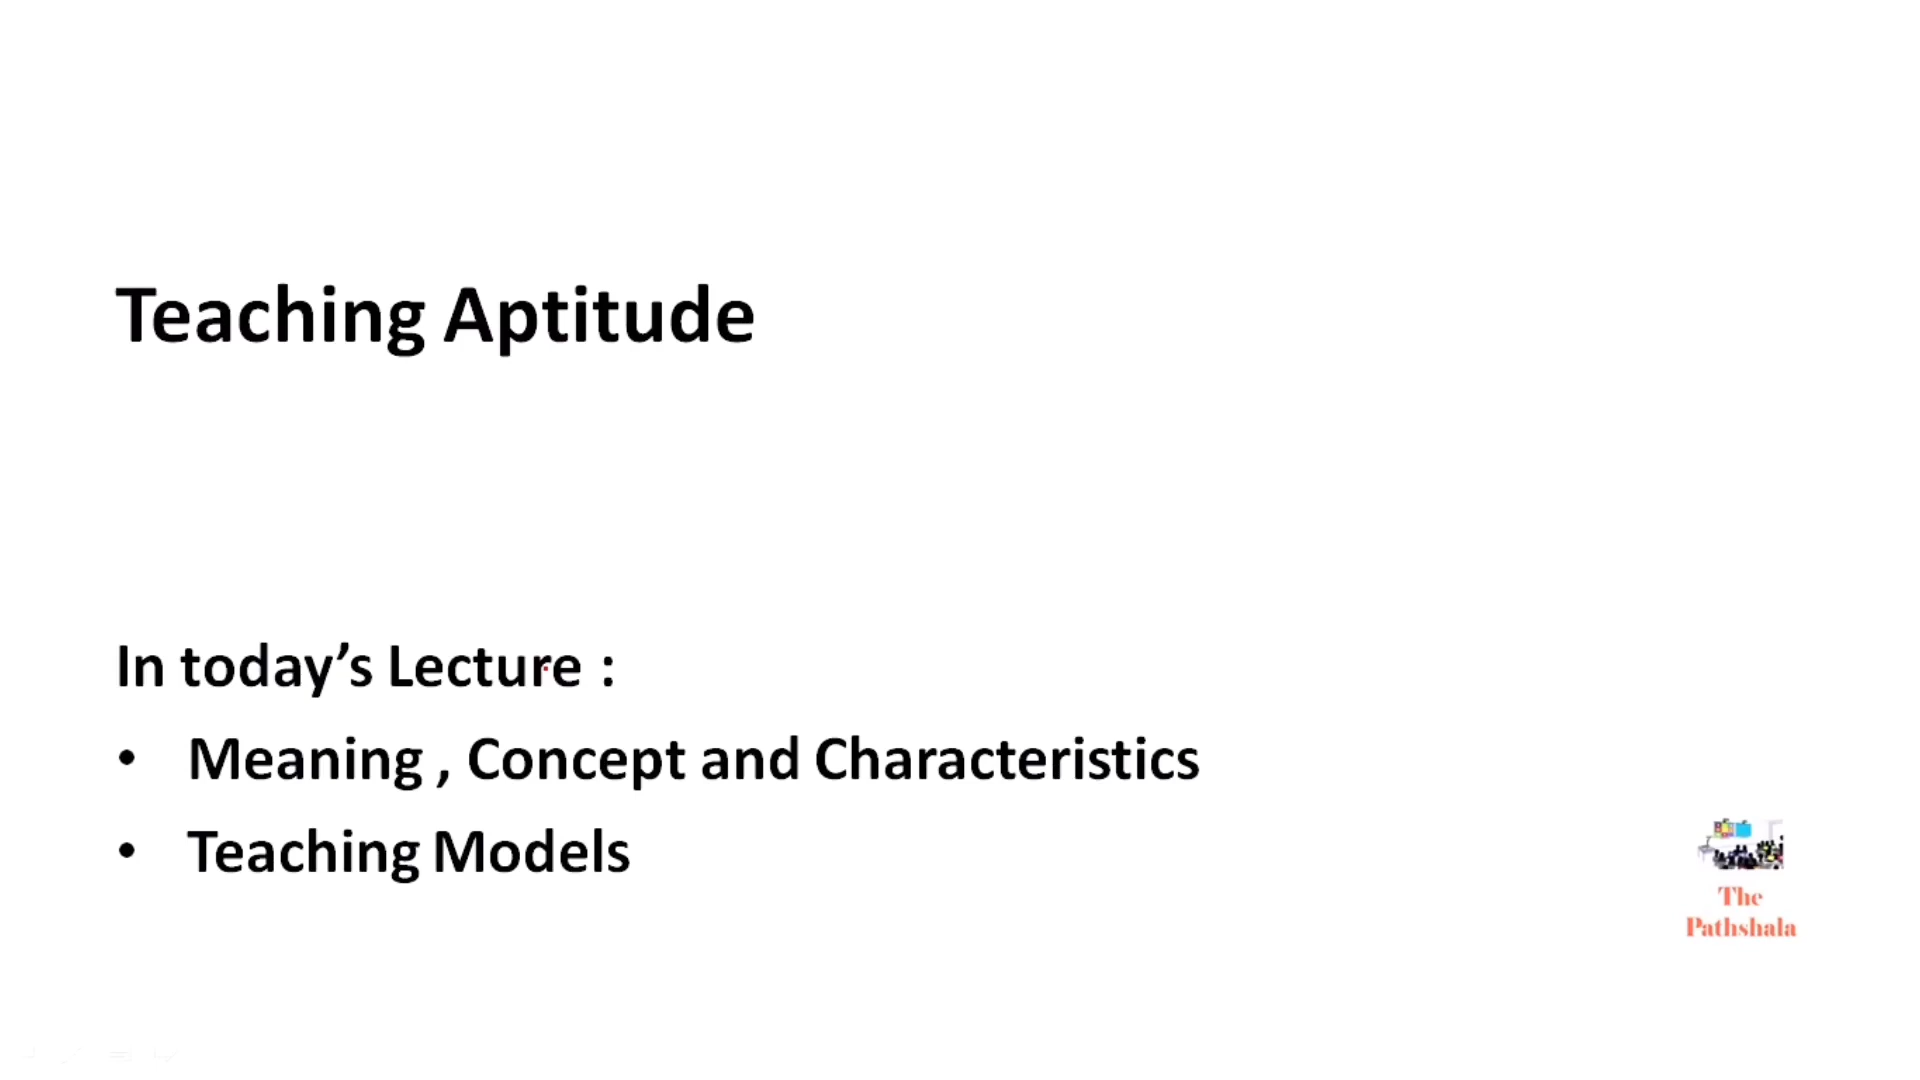 Teaching Aptitude
In today’s Lecture :
• Meaning , Concept and Characteristics
• Teaching Models
The
Pathshala